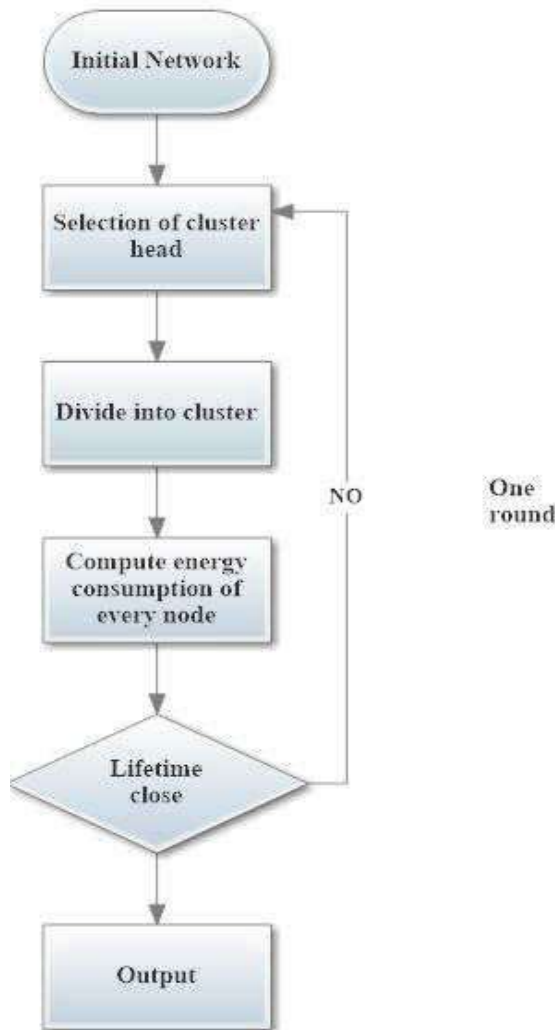 Initial Network
Selection of cluster
head
Divide into cluster
NO
One
round
Compute energy
consumption of
every node
Lifetime
close
Output